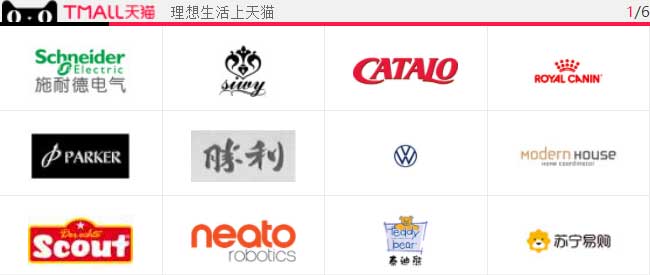 TMALL天猫 理想生活上天猫 1/6
Schneider
Electric
施耐德电气
siwy
CATALO
ROYAL CANIN
PARKER
勝利
VW
MODERN HOUSE
HOME COORDINATOR
Der echte
Scout
neato
robotics
Teddy
bear
泰迪熊
苏宁易购